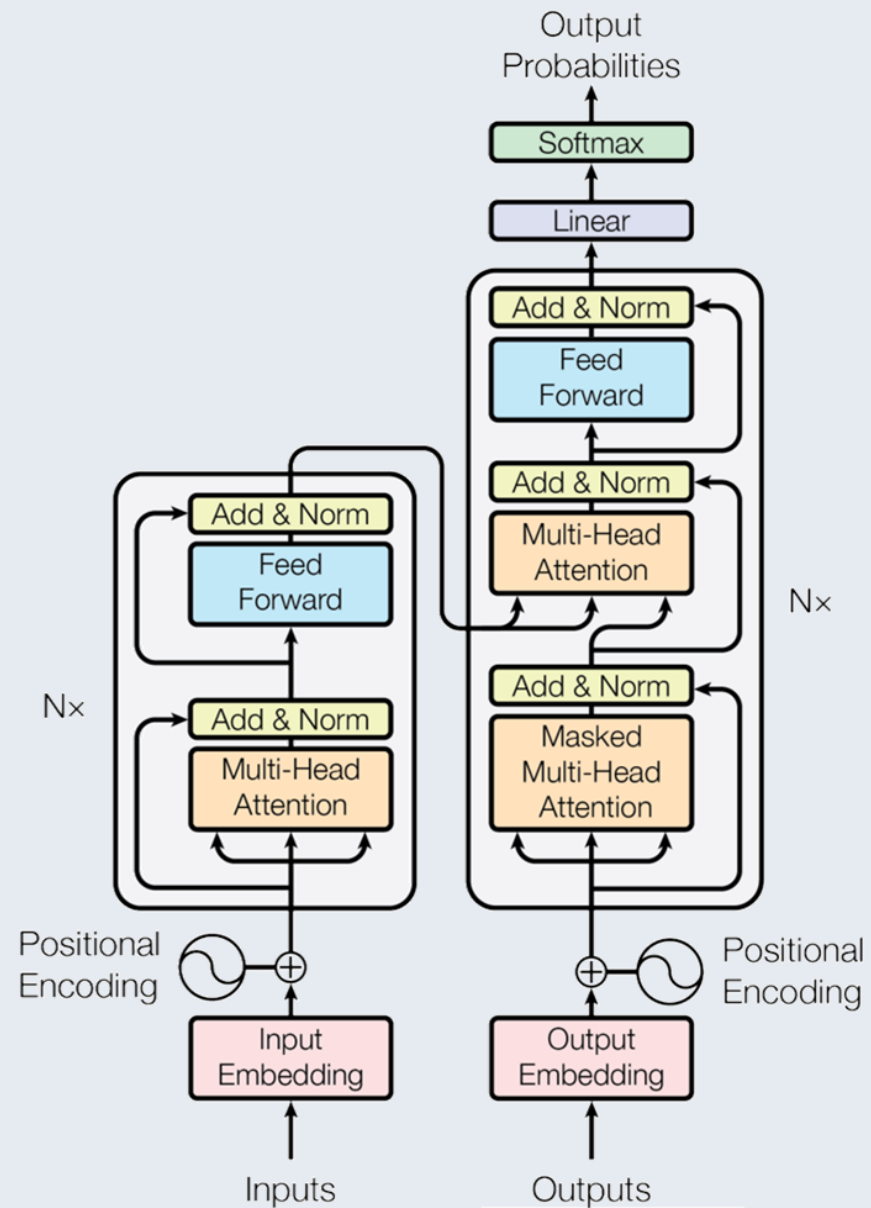 Output
Probabilities
Softmax
Linear
Add & Norm
Feed
Forward
Add & Norm
Multi-Head
Attention
Nx
Add & Norm
Masked
Multi-Head
Attention
Add & Norm
Feed
Forward
Nx
Add & Norm
Multi-Head
Attention
Positional
Encoding
Positional
Encoding
Input
Embedding
Output
Embedding
Inputs
Outputs